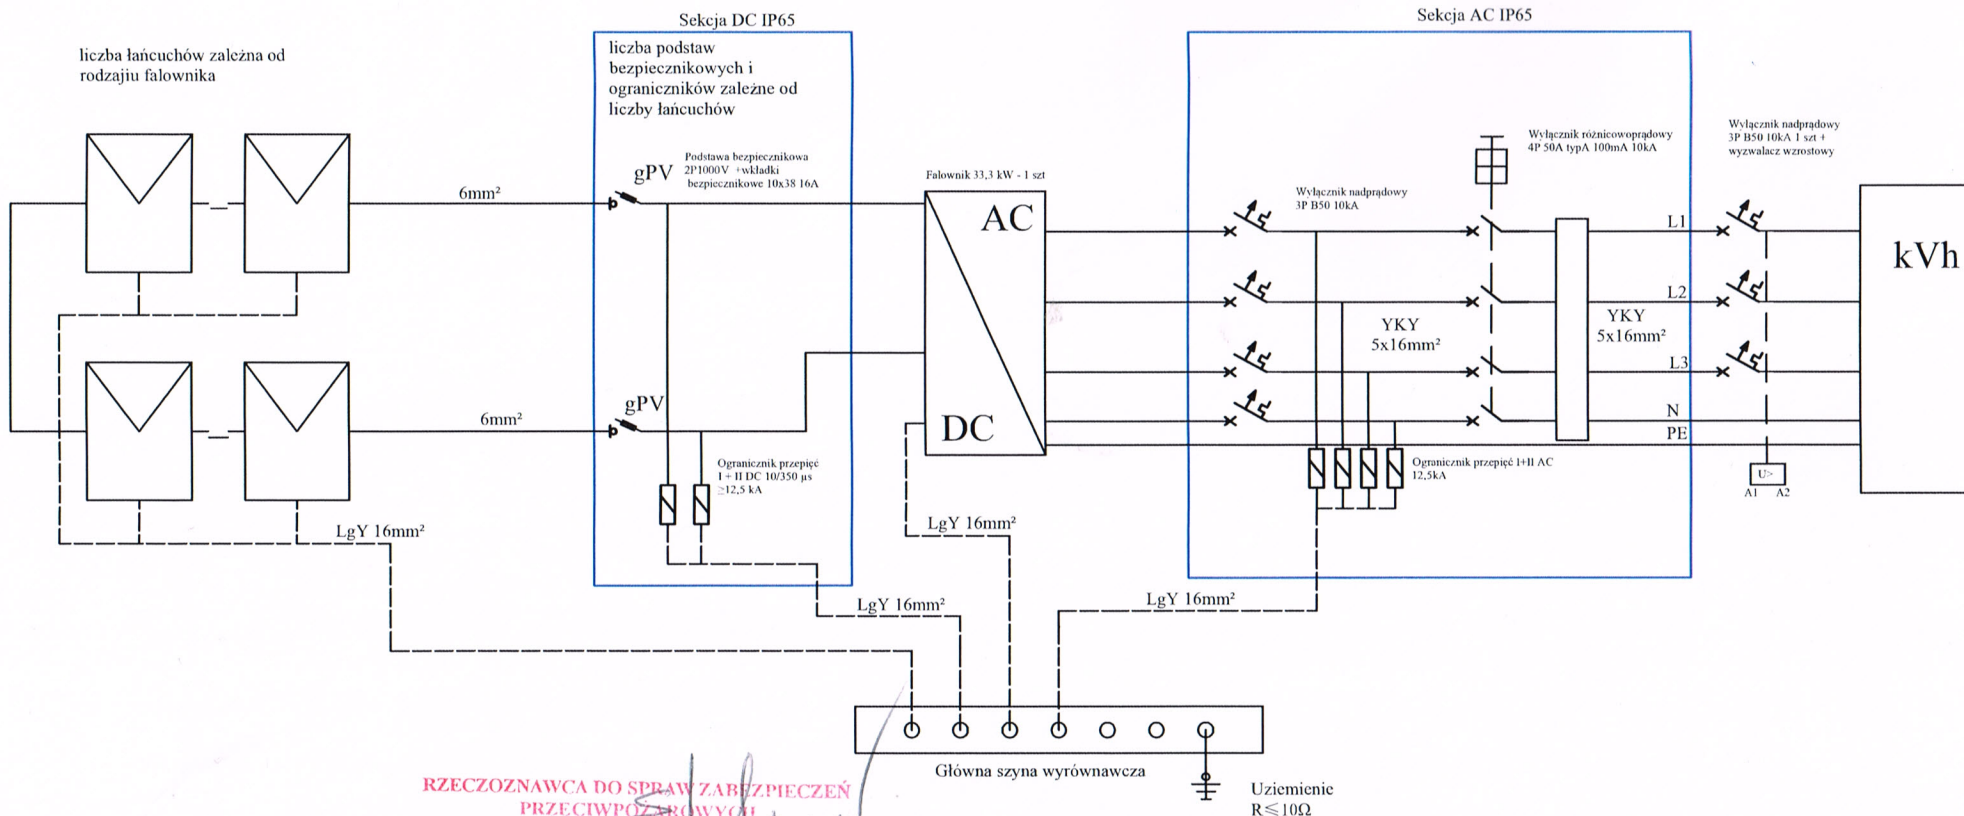 Sekcja DC IP65
Sekcja AC IP65
liczba łańcuchów zależna od
rodzajiu falownika
liczba podstaw
bezpiecznikowych i
ograniczników zależne od
liczby łańcuchów
Podstawa bezpiecznikowa
2P1000V +wkładki
bezpiecznikowe 10x38 16A
gPV
6mm²
Falownik 33,3 kW - 1 szt
AC
DC
Wyłącznik nadprądowy
3P B50 10kA
Wyłącznik różnicowoprądowy
4P 50A typA 100mA 10kA
Wyłącznik nadprądowy
3P B50 10kA 1 szt +
wyzwalacz wzrostowy
L1
L2
L3
N
PE
YKY
5x16mm²
YKY
5x16mm²
kVh
gPV
6mm²
Ogranicznik przepięć
I + II DC 10/350 µs
≥12,5 kA
Ogranicznik przepięć I+II AC
12,5kA
U>
A1 A2
LgY 16mm²
LgY 16mm²
LgY 16mm²
LgY 16mm²
Główna szyna wyrównawcza
Uziemienie
R≤10Ω
RZECZOZNAWCA DO SPRAW ZABEZPIECZEŃ
PRZECIWPOŻAROWYCH